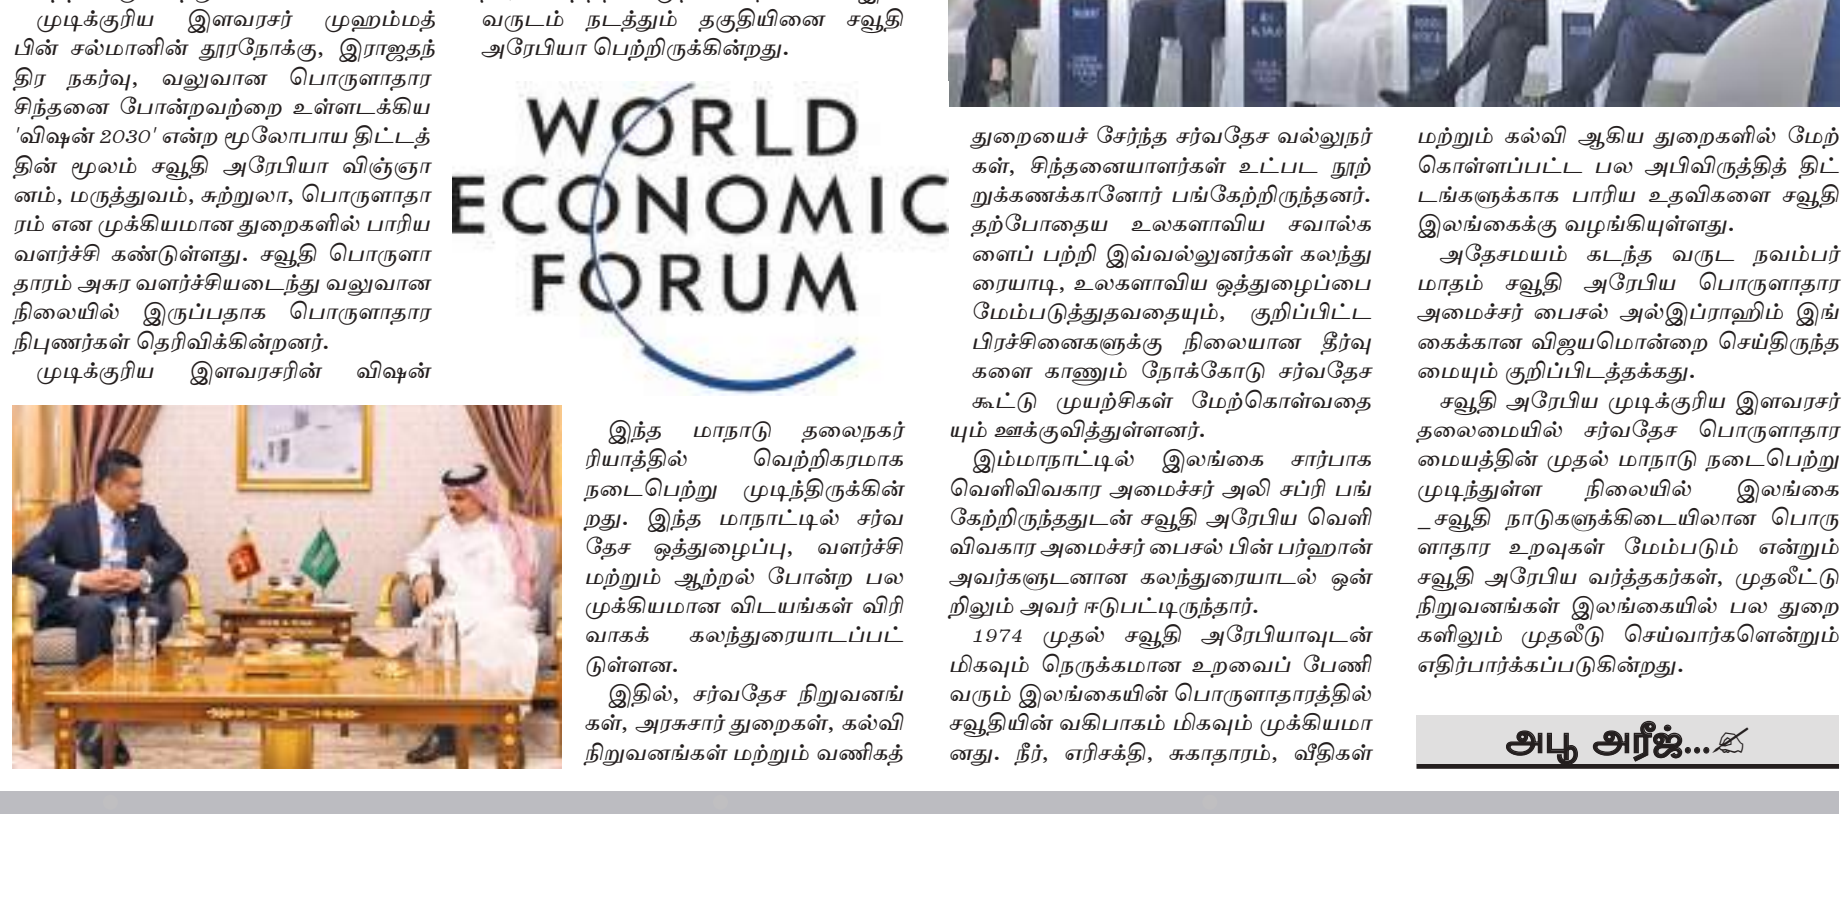 முடிக்குரிய இளவரசர் முஹம்மத்
பின் சல்மானின் தூரநோக்கு, இராஜதந்
திர நகர்வு, வலுவான பொருளாதார
சிந்தனை போன்றவற்றை உள்ளடக்கிய
'விஷன் 2030' என்ற மூலோபாய திட்டத்
தின் மூலம் சவூதி அரேபியா விஞ்ஞா
னம், மருத்துவம், சுற்றுலா, பொருளாதா
ரம் என முக்கியமான துறைகளில் பாரிய
வளர்ச்சி கண்டுள்ளது. சவூதி பொருளா
தாரம் அசுர வளர்ச்சியடைந்து வலுவான
நிலையில் இருப்பதாக பொருளாதார
நிபுணர்கள் தெரிவிக்கின்றனர்.
முடிக்குரிய இளவரசரின் விஷன்
வருடம் நடத்தும் தகுதியினை சவூதி
அரேபியா பெற்றிருக்கின்றது.
WORLD
ECONOMIC
FORUM
இந்த மாநாடு தலைநகர்
ரியாத்தில் வெற்றிகரமாக
நடைபெற்று முடிந்திருக்கின்
றது. இந்த மாநாட்டில் சர்வ
தேச ஒத்துழைப்பு, வளர்ச்சி
மற்றும் ஆற்றல் போன்ற பல
முக்கியமான விடயங்கள் விரி
வாகக் கலந்துரையாடப்பட்
டுள்ளன.
இதில், சர்வதேச நிறுவனங்
கள், அரசுசார் துறைகள், கல்வி
நிறுவனங்கள் மற்றும் வணிகத்
துறையைச் சேர்ந்த சர்வதேச வல்லுநர்
கள், சிந்தனையாளர்கள் உட்பட நூற்
றுக்கணக்கானோர் பங்கேற்றிருந்தனர்.
தற்போதைய உலகளாவிய சவால்க
ளைப் பற்றி இவ்வல்லுனர்கள் கலந்து
ரையாடி, உலகளாவிய ஒத்துழைப்பை
மேம்படுத்துதவதையும், குறிப்பிட்ட
பிரச்சினைகளுக்கு நிலையான தீர்வு
களை காணும் நோக்கோடு சர்வதேச
கூட்டு முயற்சிகள் மேற்கொள்வதை
யும் ஊக்குவித்துள்ளனர்.
இம்மாநாட்டில் இலங்கை சார்பாக
வெளிவிவகார அமைச்சர் அலி சப்ரி பங்
கேற்றிருந்ததுடன் சவூதி அரேபிய வெளி
விவகார அமைச்சர் பைசல் பின் பர்ஹான்
அவர்களுடனான கலந்துரையாடல் ஒன்
றிலும் அவர் ஈடுபட்டிருந்தார்.
1974 முதல் சவூதி அரேபியாவுடன்
மிகவும் நெருக்கமான உறவைப் பேணி
வரும் இலங்கையின் பொருளாதாரத்தில்
சவூதியின் வகிபாகம் மிகவும் முக்கியமா
னது. நீர், எரிசக்தி, சுகாதாரம், வீதிகள்
மற்றும் கல்வி ஆகிய துறைகளில் மேற்
கொள்ளப்பட்ட பல அபிவிருத்தித் திட்
டங்களுக்காக பாரிய உதவிகளை சவூதி
இலங்கைக்கு வழங்கியுள்ளது.
அதேசமயம் கடந்த வருட நவம்பர்
மாதம் சவூதி அரேபிய பொருளாதார
அமைச்சர் பைசல் அல்இப்ராஹிம் இங்
கைக்கான விஜயமொன்றை செய்திருந்த
மையும் குறிப்பிடத்தக்கது.
சவூதி அரேபிய முடிக்குரிய இளவரசர்
தலைமையில் சர்வதேச பொருளாதார
மையத்தின் முதல் மாநாடு நடைபெற்று
முடிந்துள்ள நிலையில் இலங்கை
_சவூதி நாடுகளுக்கிடையிலான பொரு
ளாதார உறவுகள் மேம்படும் என்றும்
சவூதி அரேபிய வர்த்தகர்கள், முதலீட்டு
நிறுவனங்கள் இலங்கையில் பல துறை
களிலும் முதலீடு செய்வார்களென்றும்
எதிர்பார்க்கப்படுகின்றது.
அபூ அரீஜ்...